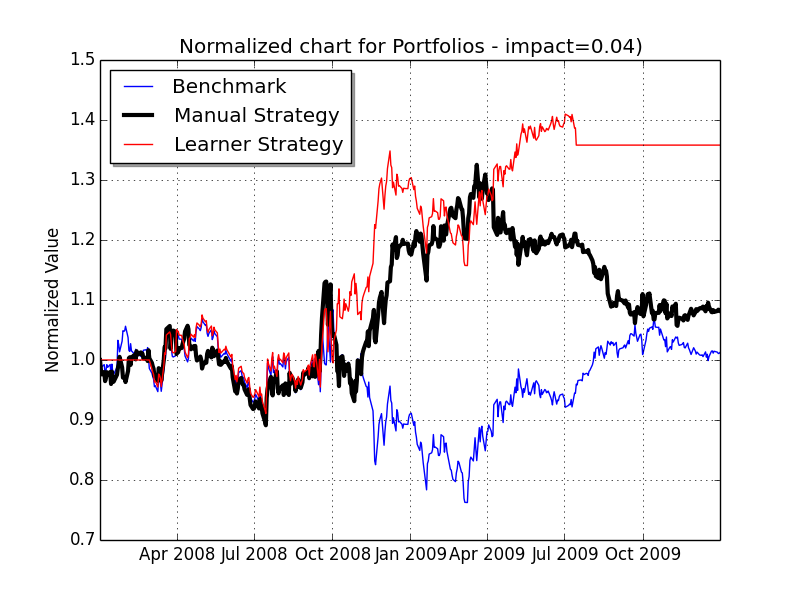 Normalized chart for Portfolios - impact=0.04)
Benchmark
Manual Strategy
Learner Strategy
Normalized Value
1.5
1.4
1.3
1.2
1.1
1.0
0.9
0.8
0.7
Apr 2008 Jul 2008 Oct 2008 Jan 2009 Apr 2009 Jul 2009 Oct 2009